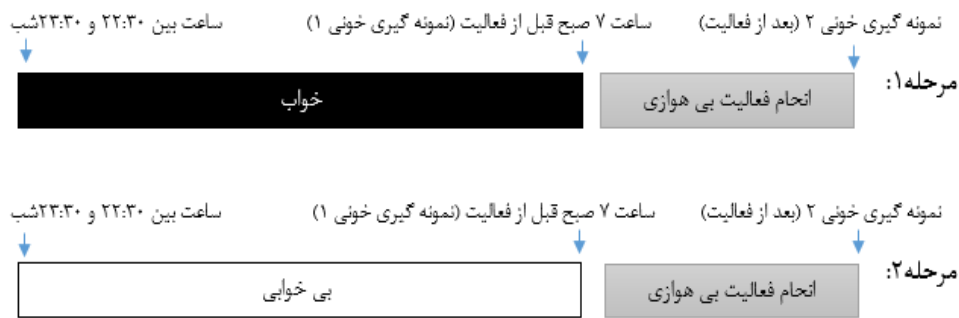 نمونه گیری خونی ۲ (بعد از فعالیت) ساعت ۷ صبح قبل از فعالیت (نمونه گیری خونی ۱) ساعت بین ۲۲:۳۰ و ۲۳:۳۰شب
مرحله۱:
انجام فعالیت بی هوازی
خواب
نمونه گیری خونی ۲ (بعد از فعالیت) ساعت ۷ صبح قبل از فعالیت (نمونه گیری خونی ۱) ساعت بین ۲۲:۳۰ و ۲۳:۳۰شب
مرحله۲:
انجام فعالیت بی هوازی
بی خوابی